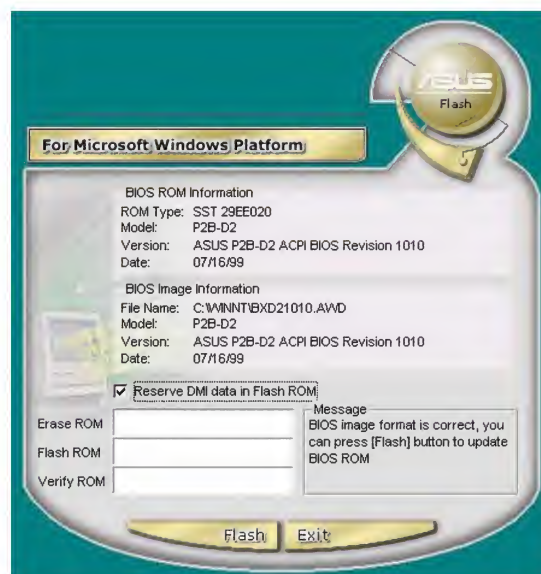 ASUS
Flash
For Microsoft Windows Platform
BIOS ROM Information
ROM Type: SST 29EE020
Model: P2B-D2
Version: ASUS P2B-D2 ACPI BIOS Revision 1010
Date: 07/16/99
BIOS Image Information
File Name: C:\WINNT\BXD21010.AWD
Model: P2B-D2
Version: ASUS P2B-D2 ACPI BIOS Revision 1010
Date: 07/16/99
Reserve DMI data in Flash ROM
Erase ROM
Flash ROM
Verify ROM
Message
BIOS image format is correct, you
can press [Flash] button to update
BIOS ROM
Flash
Exit